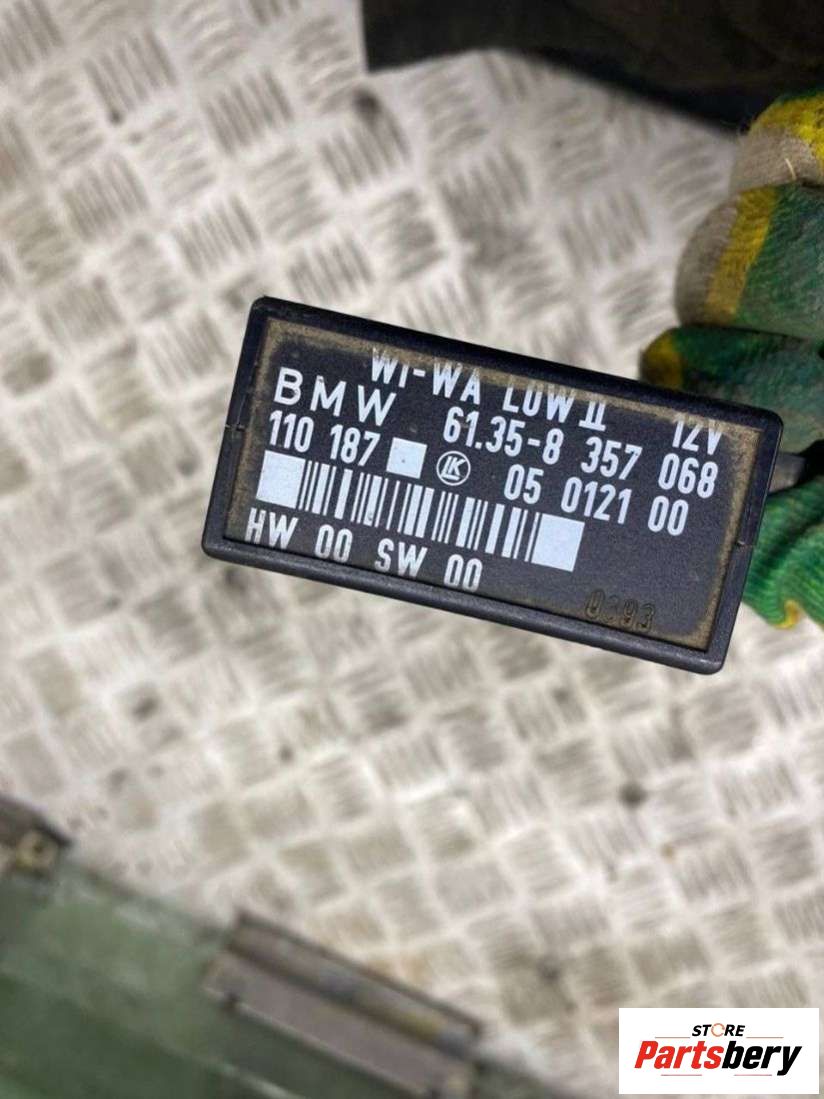 WI-WA LOW II 12V
BMW 61.35-8 357 068
110 187 LK 05 0121 00
HW 00 SW 00
0393
STORE
Partsbery